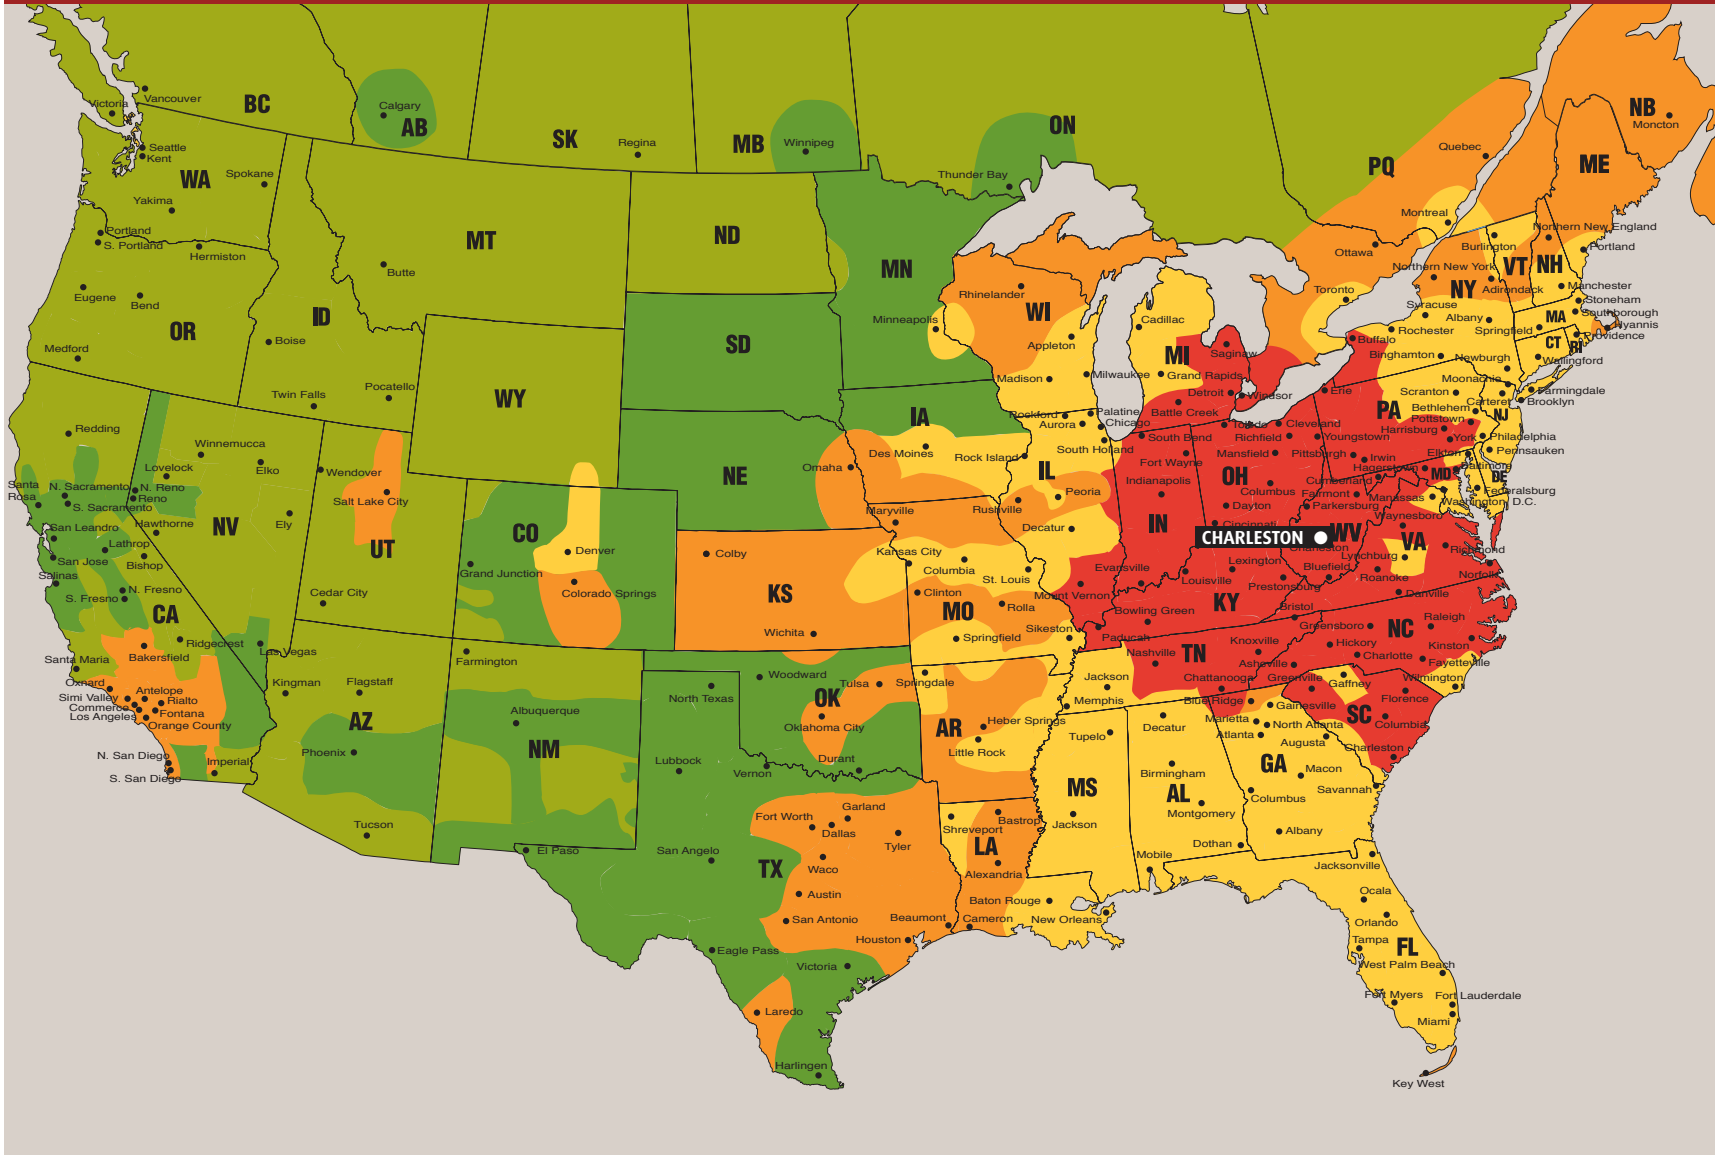 BC
Victoria
Vancouver
Calgary
AB
SK
Regina
MB
Winnipeg
ON
Thunder Bay
PQ
Quebec
Montreal
Ottawa
Toronto
NB
Moncton
ME
Seattle
Kent
WA
Spokane
Yakima
Portland
S. Portland
Hermiston
Eugene
Bend
OR
Medford
MT
Butte
ID
Boise
Twin Falls
Pocatello
WY
ND
SD
NE
Omaha
MN
Minneapolis
WI
Rhinelander
Appleton
Madison
Milwaukee
MI
Cadillac
Saginaw
Grand Rapids
Detroit
Windsor
Battle Creek
Northern New England
Portland
Burlington
VT
NH
Northern New York
NY
Adirondack
Manchester
Stoneham
Southborough
Hyannis
Providence
MA
CT
RI
Springfield
Wallingford
Syracuse
Albany
Rochester
Buffalo
Binghamton
Newburgh
Moonachie
Farmingdale
Brooklyn
Carteret
NJ
Erie
PA
Scranton
Bethlehem
Pottstown
Harrisburg
York
Philadelphia
Pennsauken
Elkton
Baltimore
MD
DE
Federalsburg
Washington, D.C.
Hagerstown
Cumberland
Manassas
Pittsburgh
Irwin
Youngstown
Cleveland
Toledo
Richfield
Mansfield
OH
Columbus
Dayton
Cincinnati
Fairmont
Parkersburg
CHARLESTON
Charleston
WV
Bluefield
Waynesboro
VA
Lynchburg
Richmond
Roanoke
Norfolk
Danville
Redding
Santa
Rosa
N. Sacramento
S. Sacramento
San Leandro
Lathrop
San Jose
Salinas
N. Fresno
S. Fresno
CA
Bishop
Hawthorne
Ridgecrest
Bakersfield
Santa Maria
Oxnard
Simi Valley
Commerce
Los Angeles
Antelope
Rialto
Fontana
Orange County
N. San Diego
S. San Diego
Imperial
Winnemucca
Lovelock
N. Reno
Reno
Elko
Ely
NV
Las Vegas
Wendover
Salt Lake City
UT
Cedar City
CO
Denver
Grand Junction
Colorado Springs
Kingman
Flagstaff
AZ
Phoenix
Tucson
Farmington
Albuquerque
NM
Colby
KS
Wichita
Woodward
Tulsa
OK
Oklahoma City
Durant
North Texas
Lubbock
Vernon
El Paso
San Angelo
TX
Fort Worth
Dallas
Garland
Tyler
Waco
Austin
San Antonio
Beaumont
Houston
Eagle Pass
Victoria
Laredo
Harlingen
IA
Des Moines
Rock Island
Maryville
Kansas City
Columbia
St. Louis
Clinton
MO
Rolla
Springfield
Sikeston
Rockford
Aurora
Palatine
Chicago
South Holland
IL
Peoria
Rushville
Decatur
Mount Vernon
South Bend
Fort Wayne
Indianapolis
IN
Evansville
Lexington
Louisville
Prestonsburg
KY
Bowling Green
Paducah
Nashville
TN
Knoxville
Bristol
Chattanooga
Jackson
Memphis
Springdale
AR
Heber Springs
Little Rock
Bastrop
Shreveport
LA
Alexandria
Baton Rouge
Cameron
New Orleans
Tupelo
MS
Jackson
Decatur
Birmingham
AL
Montgomery
Dothan
Mobile
Blue Ridge
Gainesville
Marietta
North Atlanta
Atlanta
Augusta
GA
Macon
Columbus
Savannah
Albany
Greensboro
NC
Raleigh
Hickory
Kinston
Charlotte
Fayetteville
Asheville
Wilmington
Greenville
Gaffney
Florence
SC
Columbia
Charleston
Jacksonville
Ocala
Orlando
Tampa
FL
West Palm Beach
Fort Myers
Fort Lauderdale
Miami
Key West